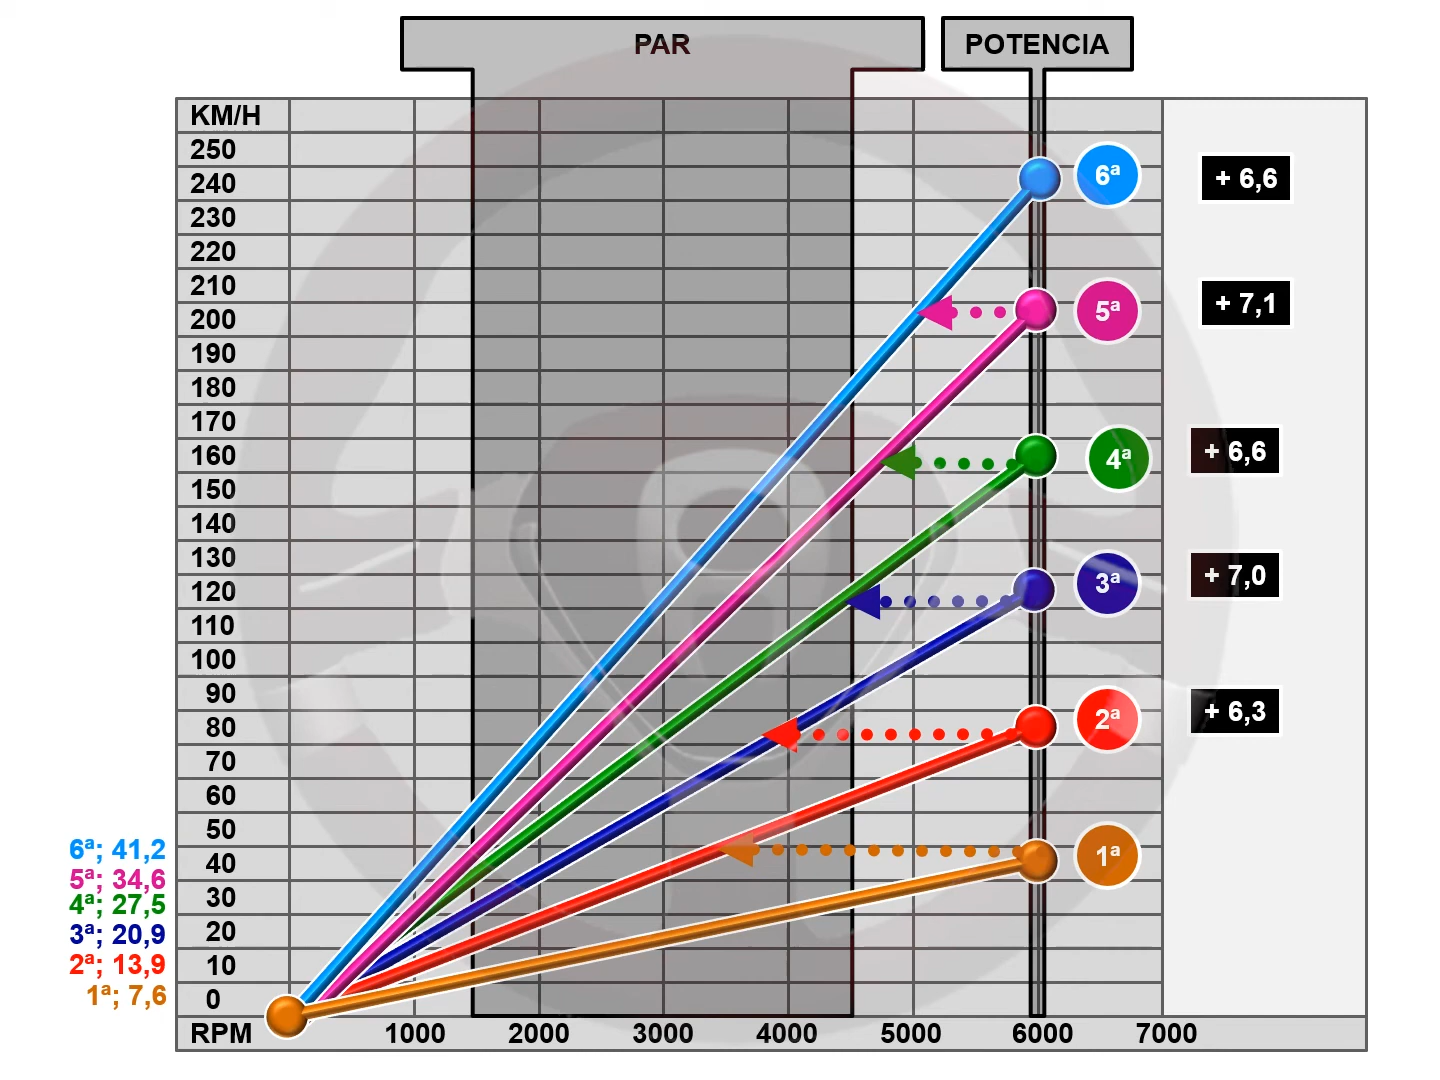 PAR
POTENCIA
KM/H
250
240
230
220
210
200
190
180
170
160
150
140
130
120
110
100
90
80
70
60
50
40
30
20
10
0
RPM 1000 2000 3000 4000 5000 6000 7000
6ª + 6,6
5ª + 7,1
4ª + 6,6
3ª + 7,0
2ª + 6,3
1ª
6ª; 41,2
5ª; 34,6
4ª; 27,5
3ª; 20,9
2ª; 13,9
1ª; 7,6